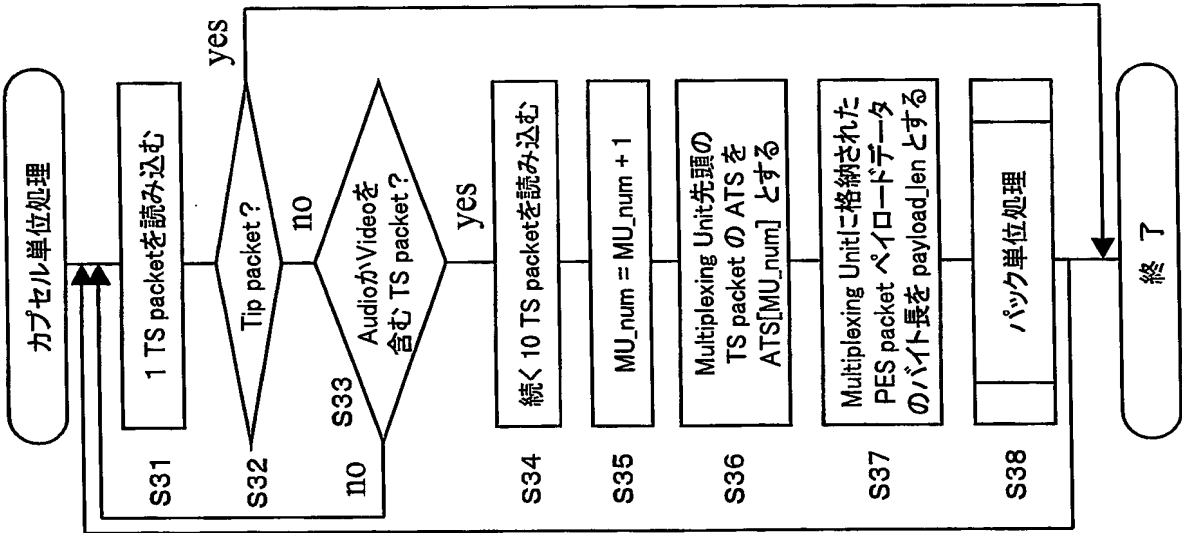 カプセル単位処理
S31
1 TS packetを読み込む
S32
Tip packet?
yes
no
S33
AudioかVideoを
含む TS packet?
no
yes
S34
続く 10 TS packetを読み込む
S35
MU_num = MU_num + 1
S36
Multiplexing Unit先頭の
TS packet の ATS を
ATS[MU_num] とする
S37
Multiplexing Unitに格納された
PES packet ペイロードデータ
のバイト長を payload_len とする
S38
パック単位処理
終 了